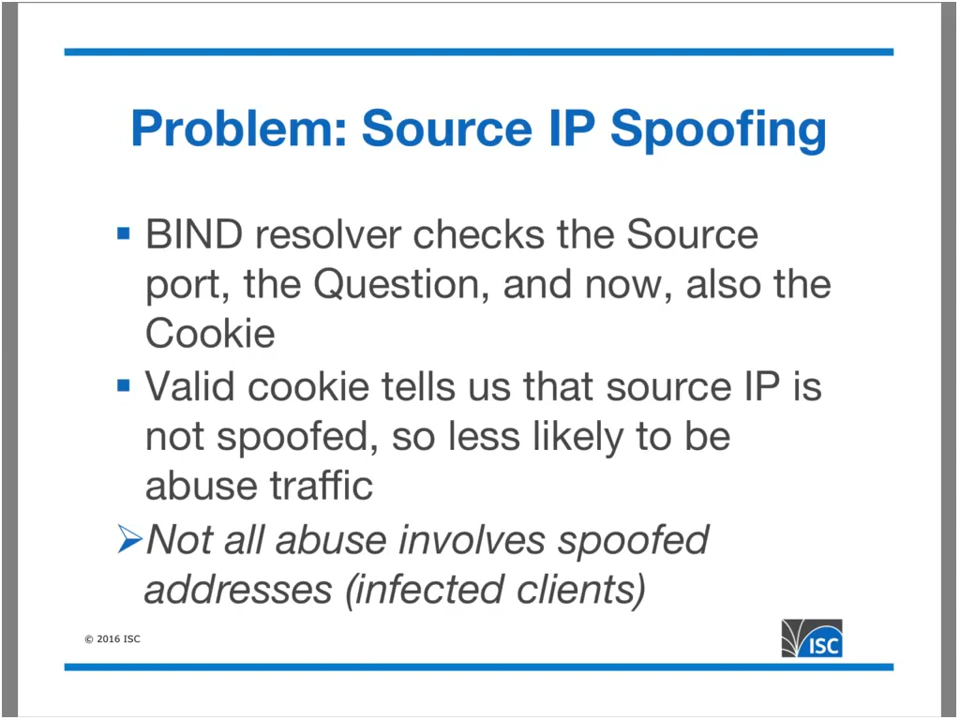 Problem: Source IP Spoofing
▪ BIND resolver checks the Source
port, the Question, and now, also the
Cookie
▪ Valid cookie tells us that source IP is
not spoofed, so less likely to be
abuse traffic
➢Not all abuse involves spoofed
addresses (infected clients)
© 2016 ISC
ISC